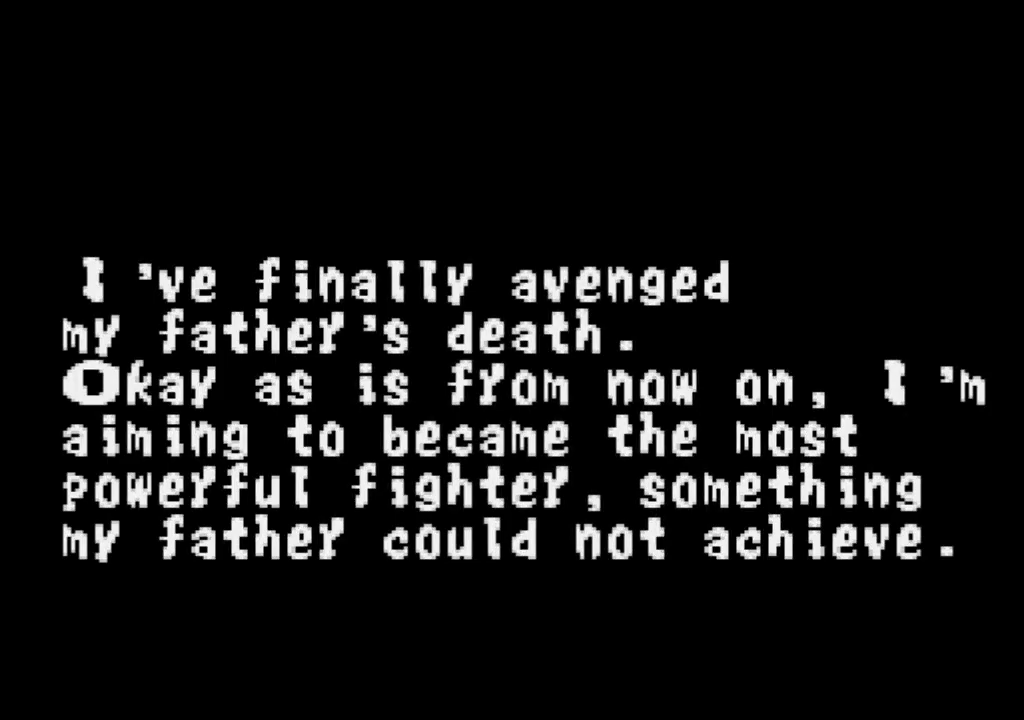 I 've finally avenged
my father's death.
Okay as is from now on, I 'm
aiming to became the most
powerful fighter, something
my father could not achieve.